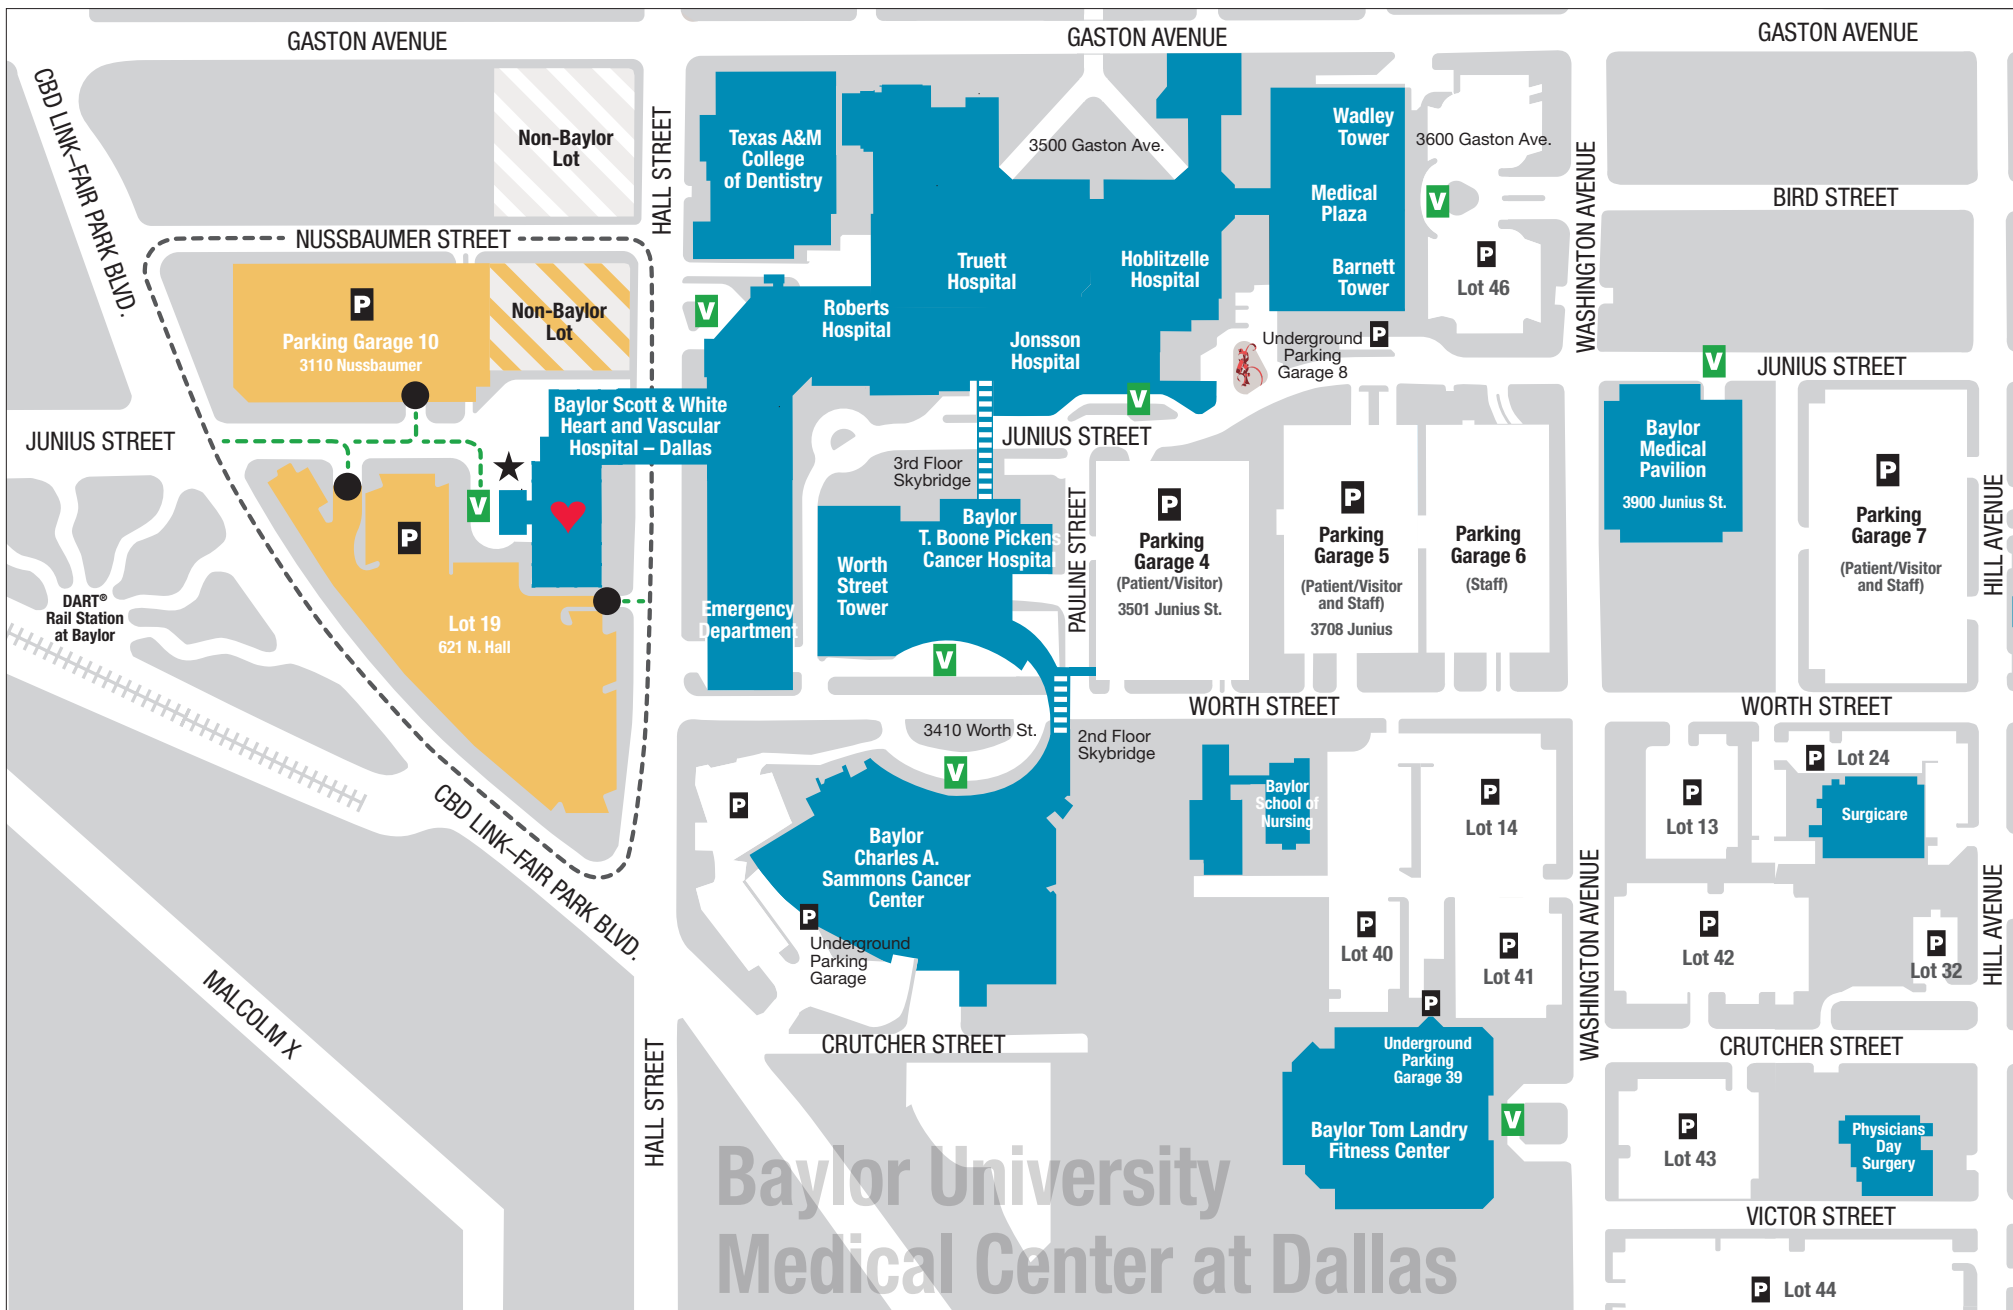 GASTON AVENUE
GASTON AVENUE
GASTON AVENUE
CBD LINK–FAIR PARK BLVD.
Non-Baylor
Lot
HALL STREET
Texas A&M
College
of Dentistry
3500 Gaston Ave.
Wadley
Tower
3600 Gaston Ave.
WASHINGTON AVENUE
Medical
Plaza
V
BIRD STREET
NUSSBAUMER STREET
Truett
Hospital
Hoblitzelle
Hospital
Barnett
Tower
P
Lot 46
P
Parking Garage 10
3110 Nussbaumer
Non-Baylor
Lot
V
Roberts
Hospital
Jonsson
Hospital
Underground
Parking
Garage 8
P
V
JUNIUS STREET
Baylor Scott & White
Heart and Vascular
Hospital – Dallas
V
JUNIUS STREET
JUNIUS STREET
3rd Floor
Skybridge
Baylor
Medical
Pavilion
3900 Junius St.
P
Parking
Garage 7
(Patient/Visitor
and Staff)
HILL AVENUE
V
P
Baylor
T. Boone Pickens
Cancer Hospital
PAULINE STREET
P
Parking
Garage 4
(Patient/Visitor)
3501 Junius St.
P
Parking
Garage 5
(Patient/Visitor
and Staff)
3708 Junius
Parking
Garage 6
(Staff)
Worth
Street
Tower
DART®
Rail Station
at Baylor
Lot 19
621 N. Hall
Emergency
Department
V
WORTH STREET
WORTH STREET
3410 Worth St.
2nd Floor
Skybridge
V
P
Lot 24
CBD LINK–FAIR PARK BLVD.
P
Baylor
School of
Nursing
P
Lot 14
P
Lot 13
Surgicare
Baylor
Charles A.
Sammons Cancer
Center
P
Underground
Parking
Garage
P
Lot 40
P
Lot 41
WASHINGTON AVENUE
P
Lot 42
P
Lot 32
HILL AVENUE
MALCOLM X
P
CRUTCHER STREET
CRUTCHER STREET
HALL STREET
Underground
Parking
Garage 39
Baylor Tom Landry
Fitness Center
V
P
Lot 43
Physicians
Day
Surgery
Baylor University
Medical Center at Dallas
VICTOR STREET
P
Lot 44